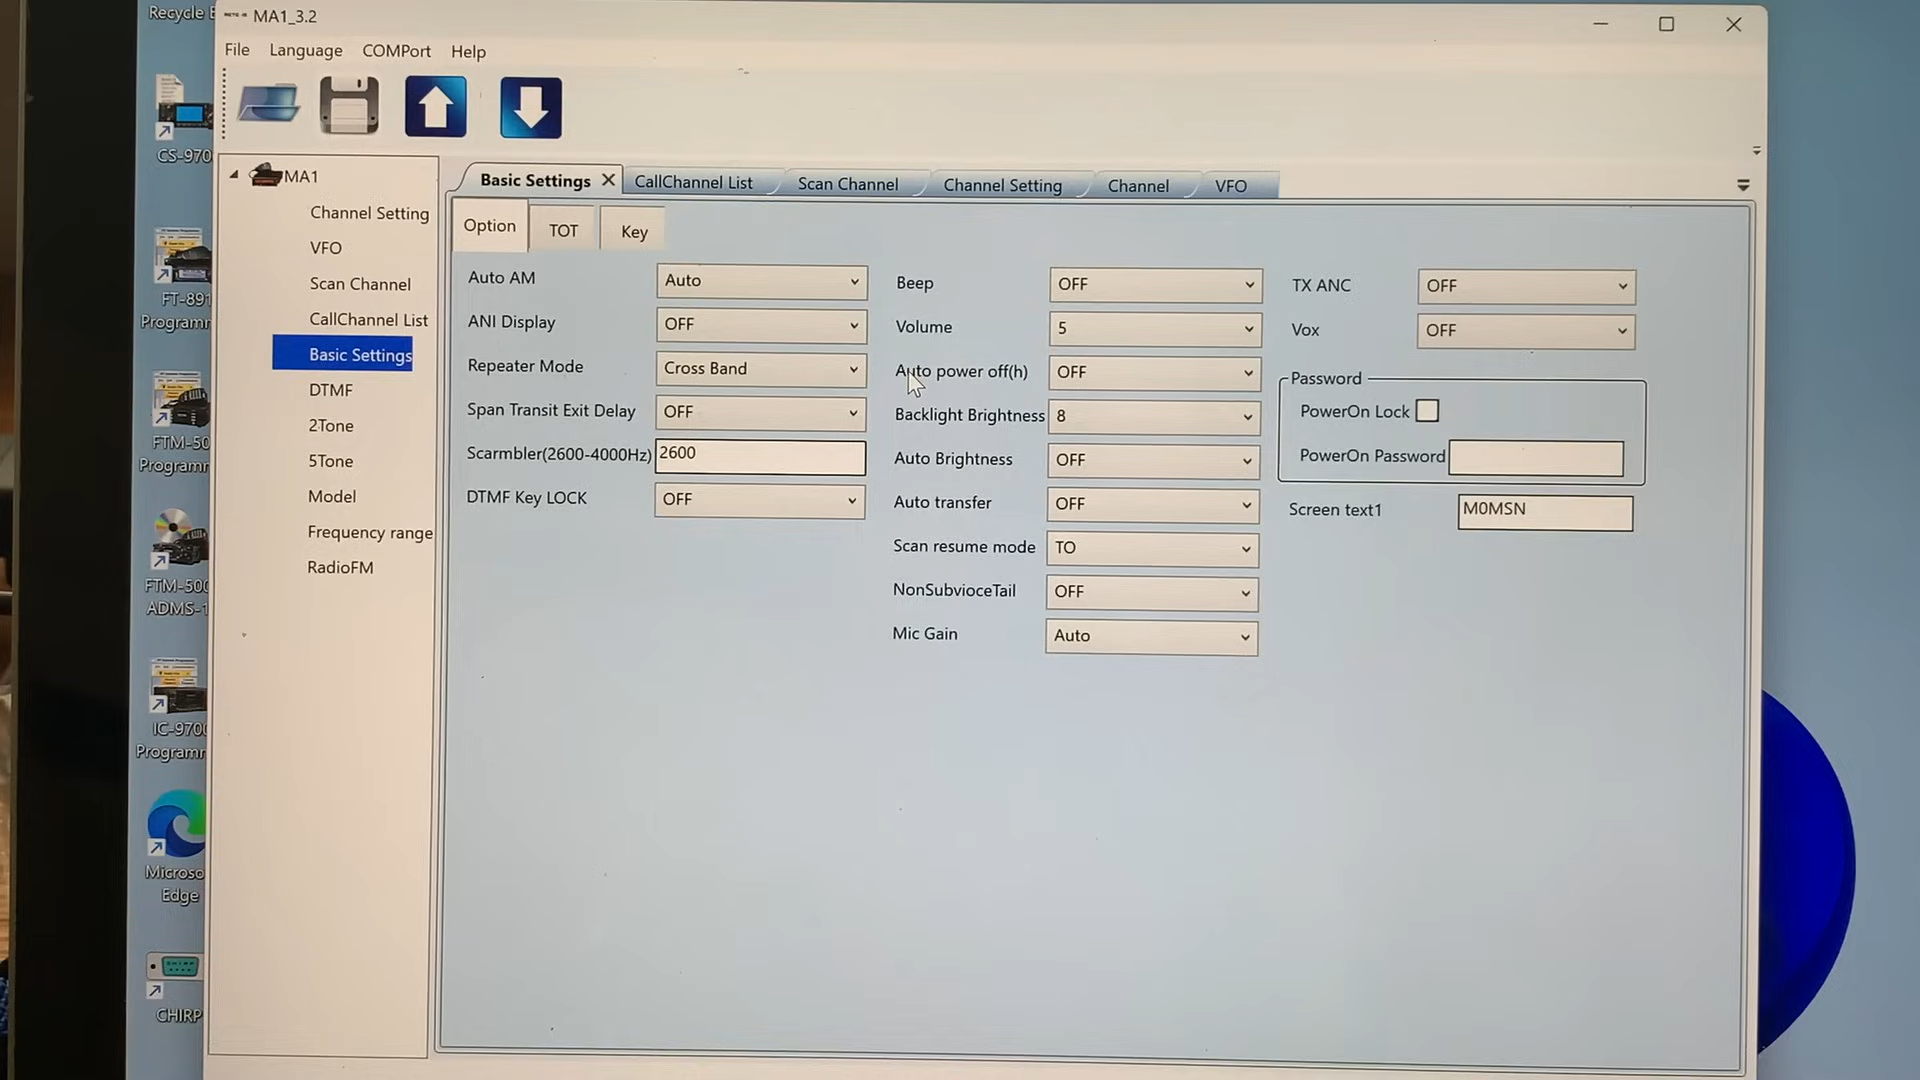 Recycle
MA1_3.2
File Language COMPort Help
CS-970
FT-891
Programm
FTM-50
Programm
FTM-500
ADMS-1
IC-9700
Programm
Microso
Edge
CHIRP
MA1
Channel Setting
VFO
Scan Channel
CallChannel List
Basic Settings
DTMF
2Tone
5Tone
Model
Frequency range
RadioFM
Basic Settings CallChannel List Scan Channel Channel Setting Channel VFO
Option TOT Key
Auto AM Auto
ANI Display OFF
Repeater Mode Cross Band
Span Transit Exit Delay OFF
Scarmbler(2600-4000Hz) 2600
DTMF Key LOCK OFF
Beep OFF
Volume 5
Auto power off(h) OFF
Backlight Brightness 8
Auto Brightness OFF
Auto transfer OFF
Scan resume mode TO
NonSubvioceTail OFF
Mic Gain Auto
TX ANC OFF
Vox OFF
Password
PowerOn Lock
PowerOn Password
Screen text1 M0MSN